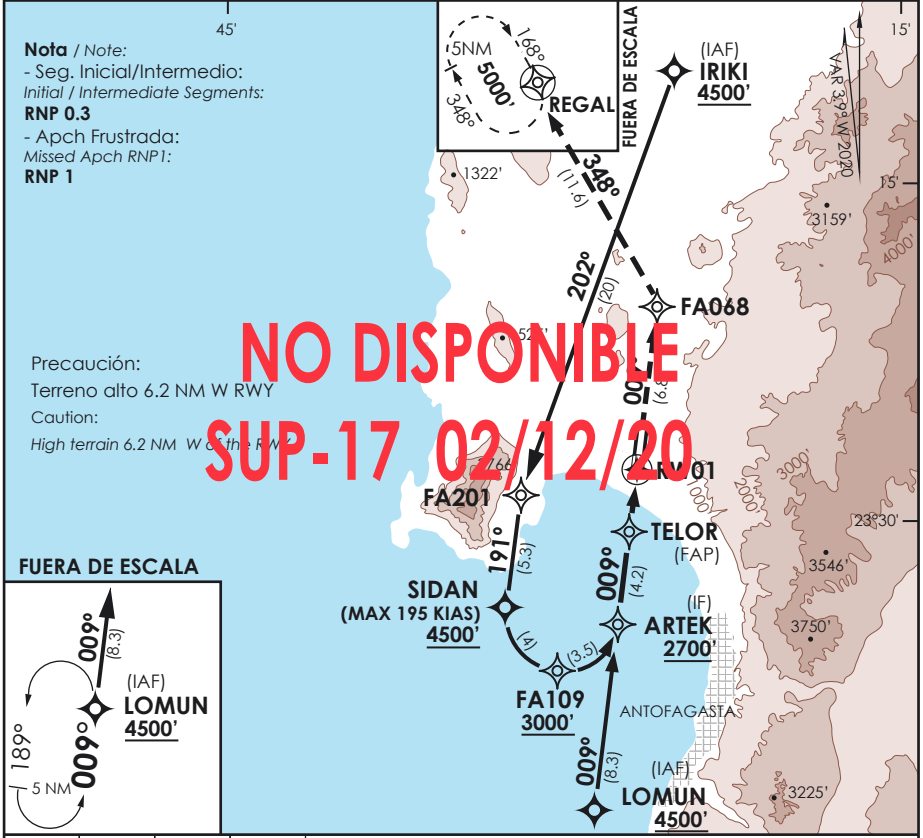 45'
15'
Nota / Note:
- Seg. Inicial/Intermedio:
Initial / Intermediate Segments:
RNP 0.3
- Apch Frustrada:
Missed Apch RNP1:
RNP 1
5NM
168°
5000'
348°
REGAL
FUERA DE ESCALA
(IAF)
IRIKI
4500'
VAR 3.9° W 2020
15'
1322'
348°
(11.6)
3159'
4000'
202°
(20)
FA068
NO DISPONIBLE
SUP-17 02/12/20
Precaución:
Terreno alto 6.2 NM W RWY
Caution:
High terrain 6.2 NM W of the RWY
(6.8)
FA201
RW01
3000'
2000'
23°30'
191°
(5.3)
TELOR
(FAP)
009°
(4.2)
3546'
FUERA DE ESCALA
SIDAN
(MAX 195 KIAS)
4500'
(IF)
ARTEK
2700'
3750'
(4)
(3.5)
FA109
3000'
ANTOFAGASTA
009°
(8.3)
(IAF)
LOMUN
4500'
3225'
009°
(8.3)
(IAF)
LOMUN
4500'
189°
5 NM
009°